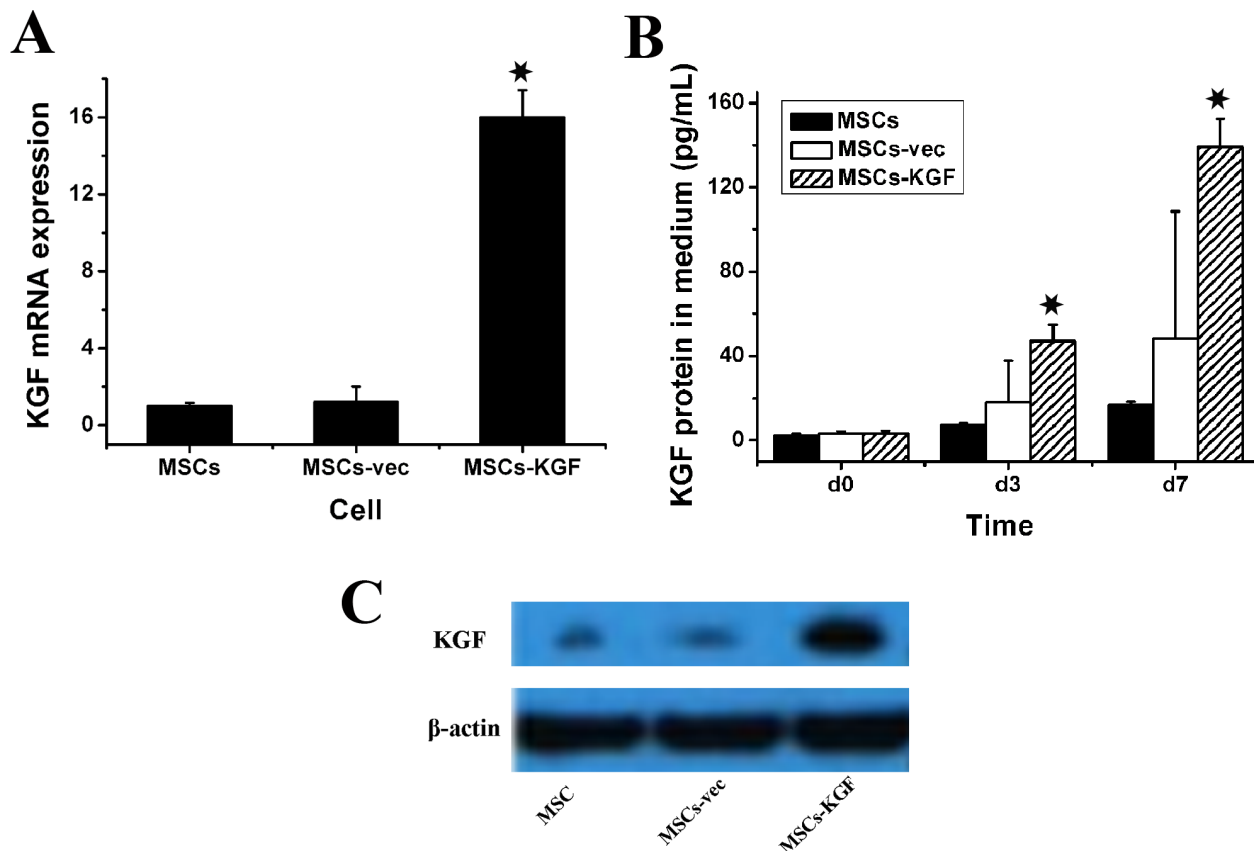 A
KGF mRNA expression
16
12
8
4
0
MSCs
MSCs-vec
MSCs-KGF
Cell
B
KGF protein in medium (pg/mL)
160
120
80
40
0
MSCs
MSCs-vec
MSCs-KGF
d0
d3
d7
Time
C
KGF
β-actin
MSC
MSCs-vec
MSCs-KGF